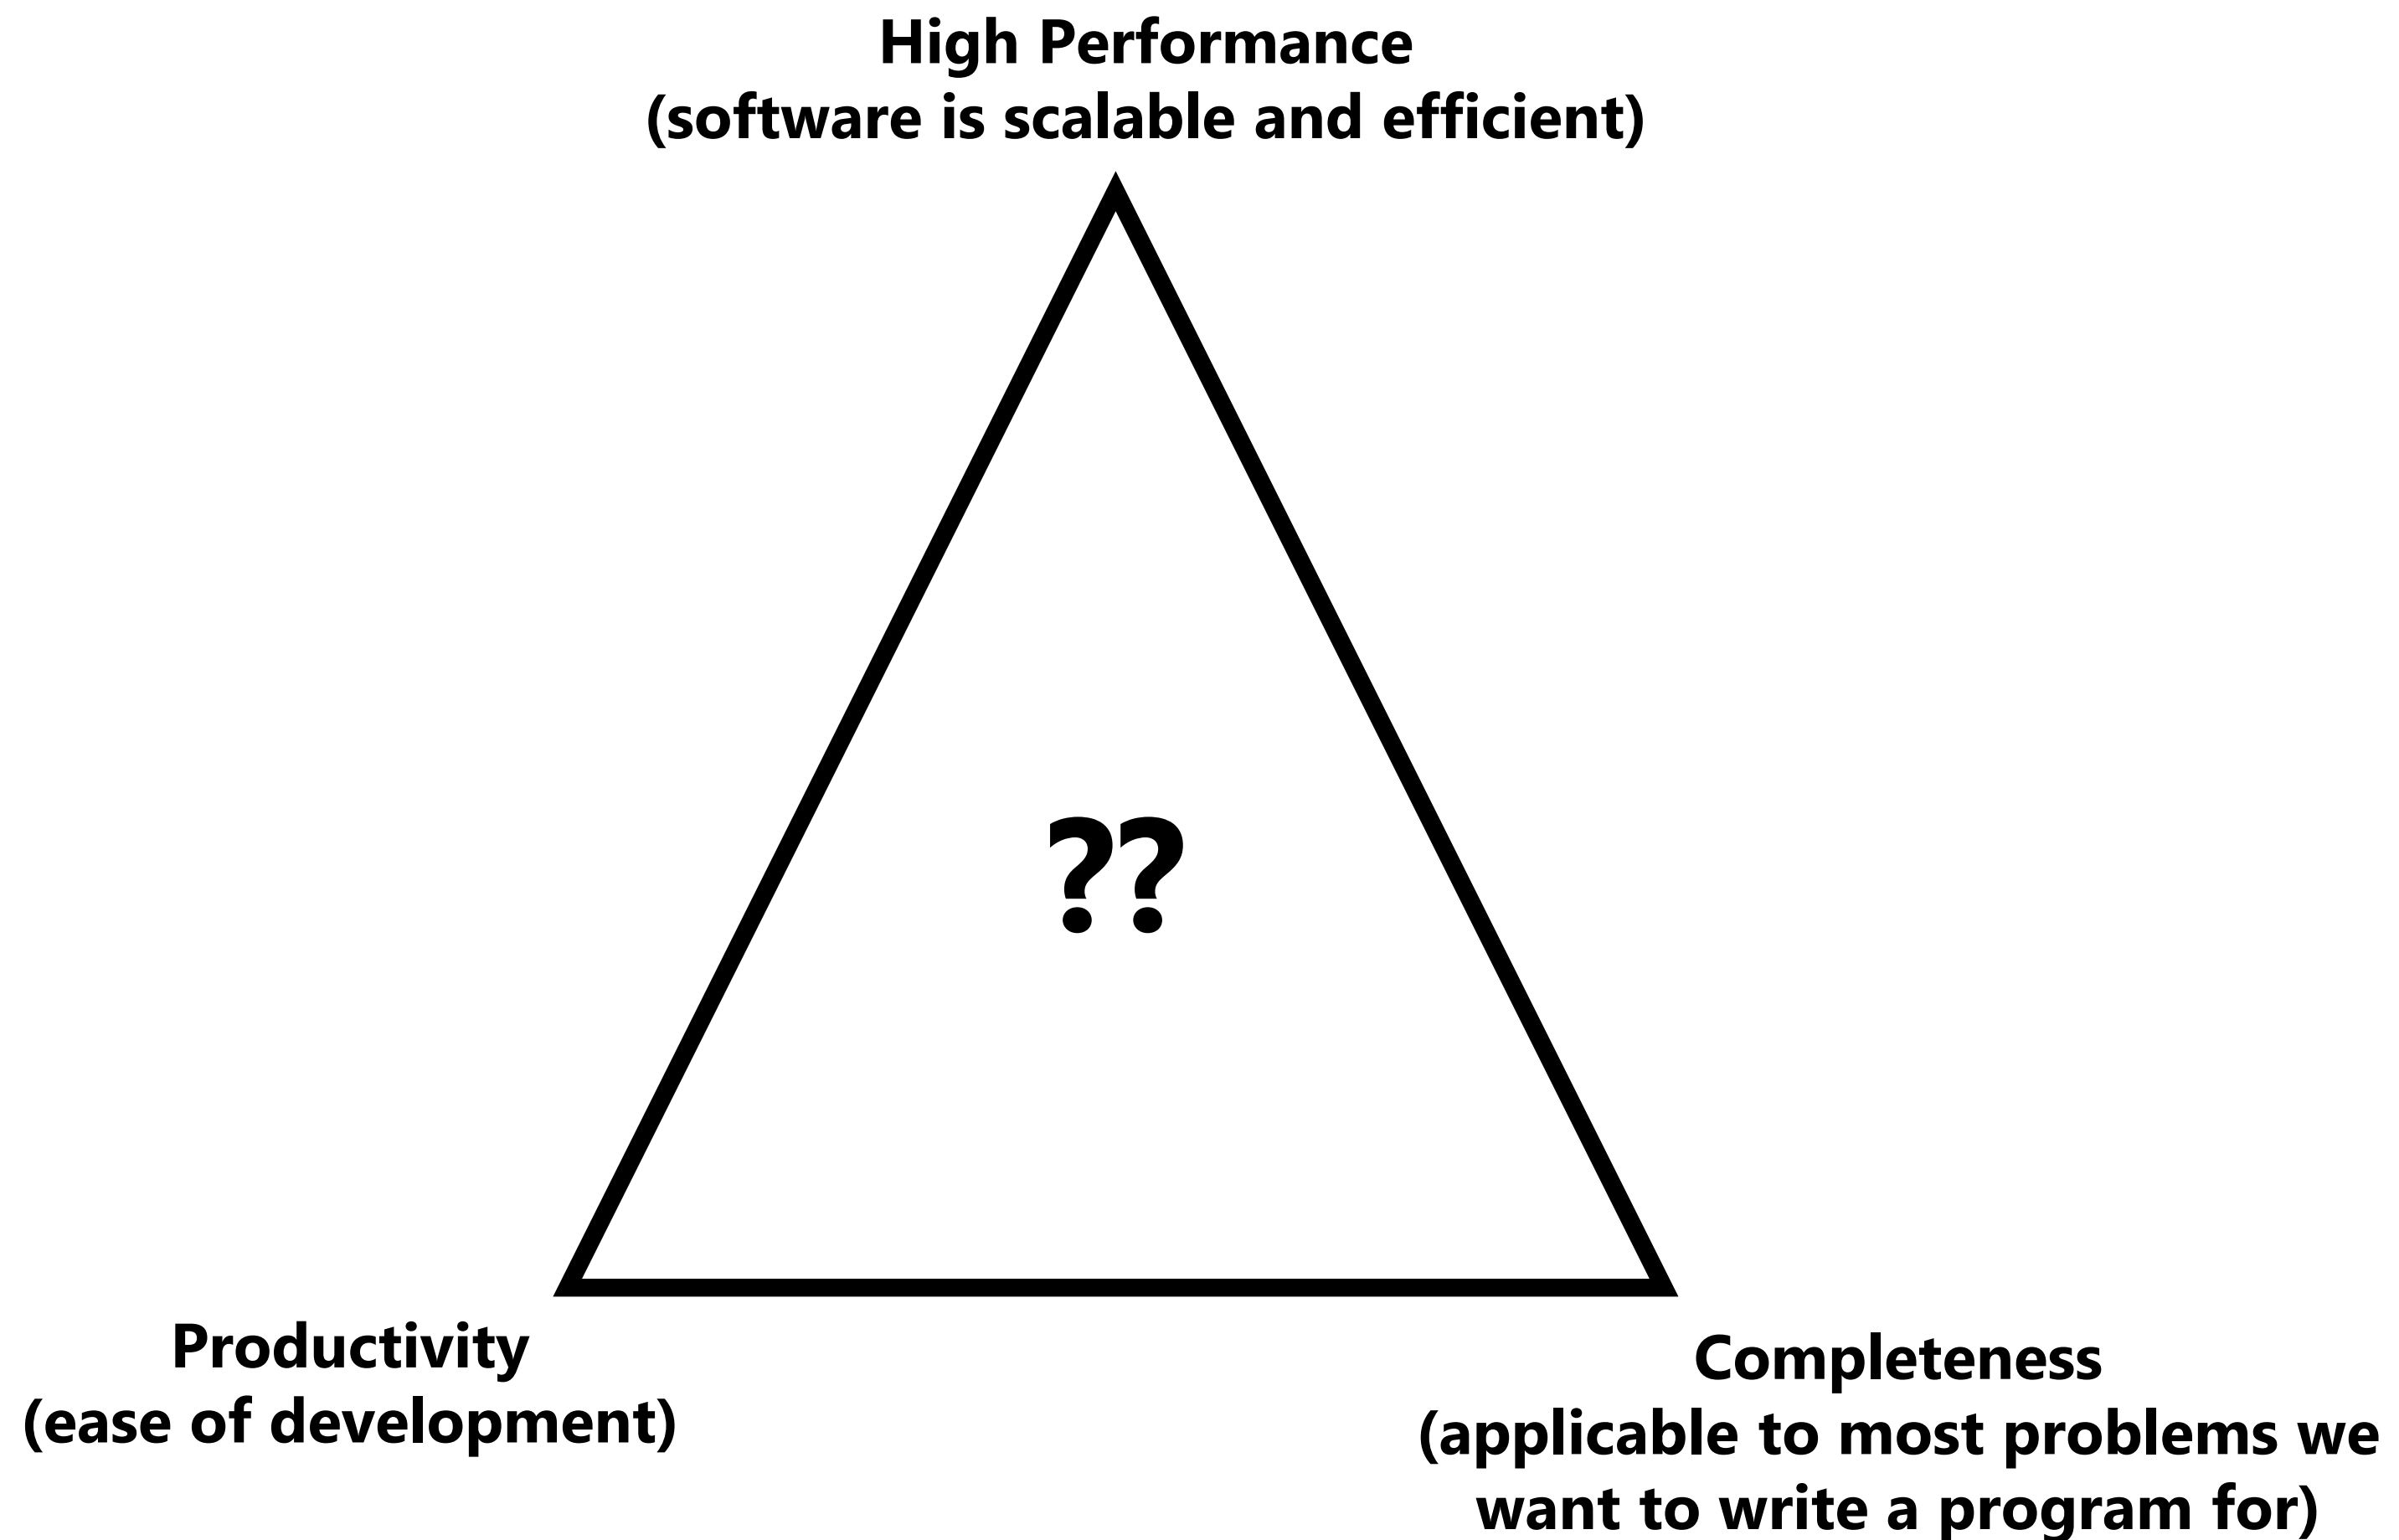 High Performance
(software is scalable and efficient)
??
Productivity
(ease of development)
Completeness
(applicable to most problems we
want to write a program for)